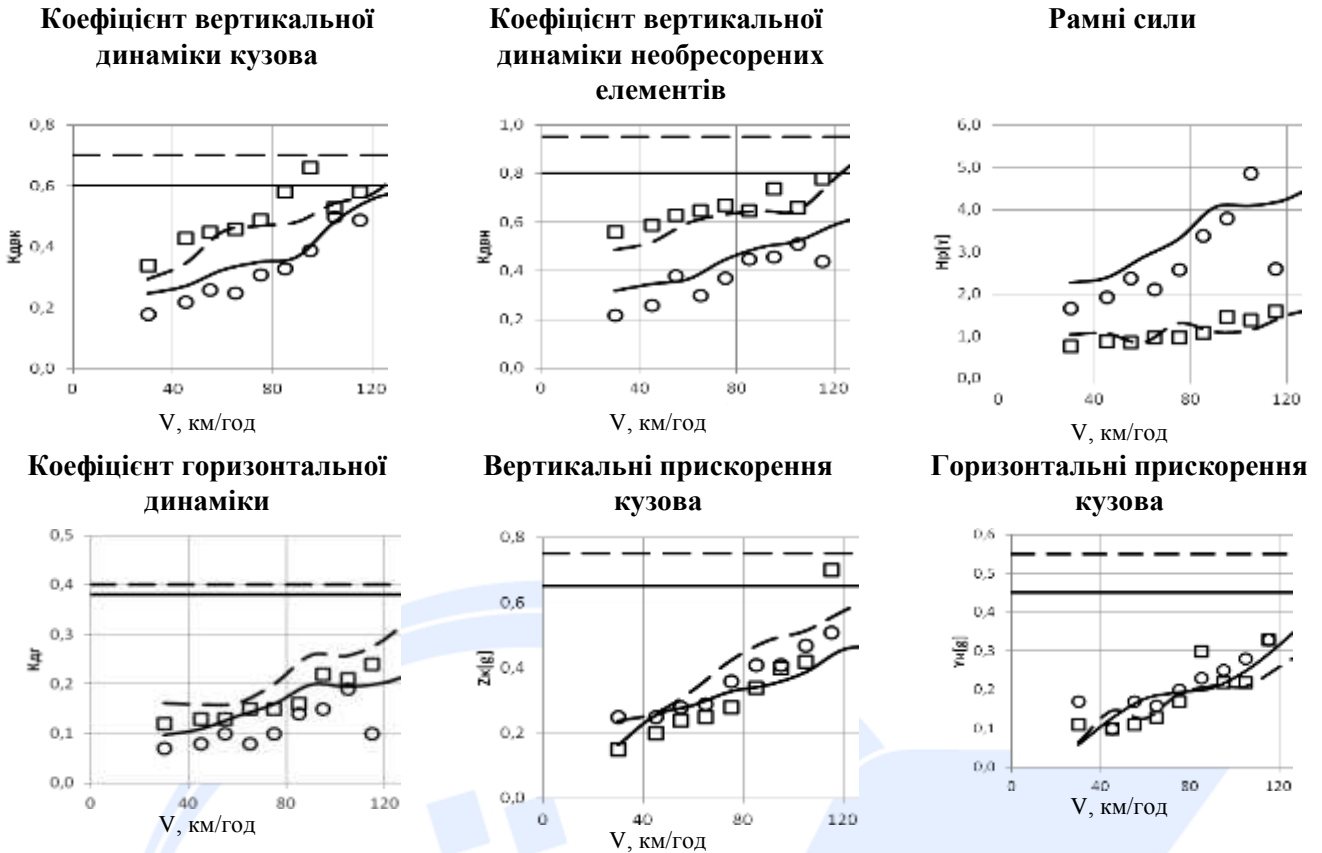 Коефіцієнт вертикальної
динаміки кузова
0,8
0,6
0,4
0,2
0,0
Кдвк
0 40 80 120
V, км/год
Коефіцієнт вертикальної
динаміки необресорених
елементів
1,0
0,8
0,6
0,4
0,2
0,0
Кдвн
0 40 80 120
V, км/год
Рамні сили
6,0
5,0
4,0
3,0
2,0
1,0
0,0
Нр[т]
0 40 80 120
V, км/год
Коефіцієнт горизонтальної
динаміки
0,5
0,4
0,3
0,2
0,1
0,0
Кдг
0 40 80 120
V, км/год
Вертикальні прискорення
кузова
0,8
0,6
0,4
0,2
0,0
Zк[g]
0 40 80 120
V, км/год
Горизонтальні прискорення
кузова
0,6
0,5
0,4
0,3
0,2
0,1
0,0
0 40 80 120
V, км/год